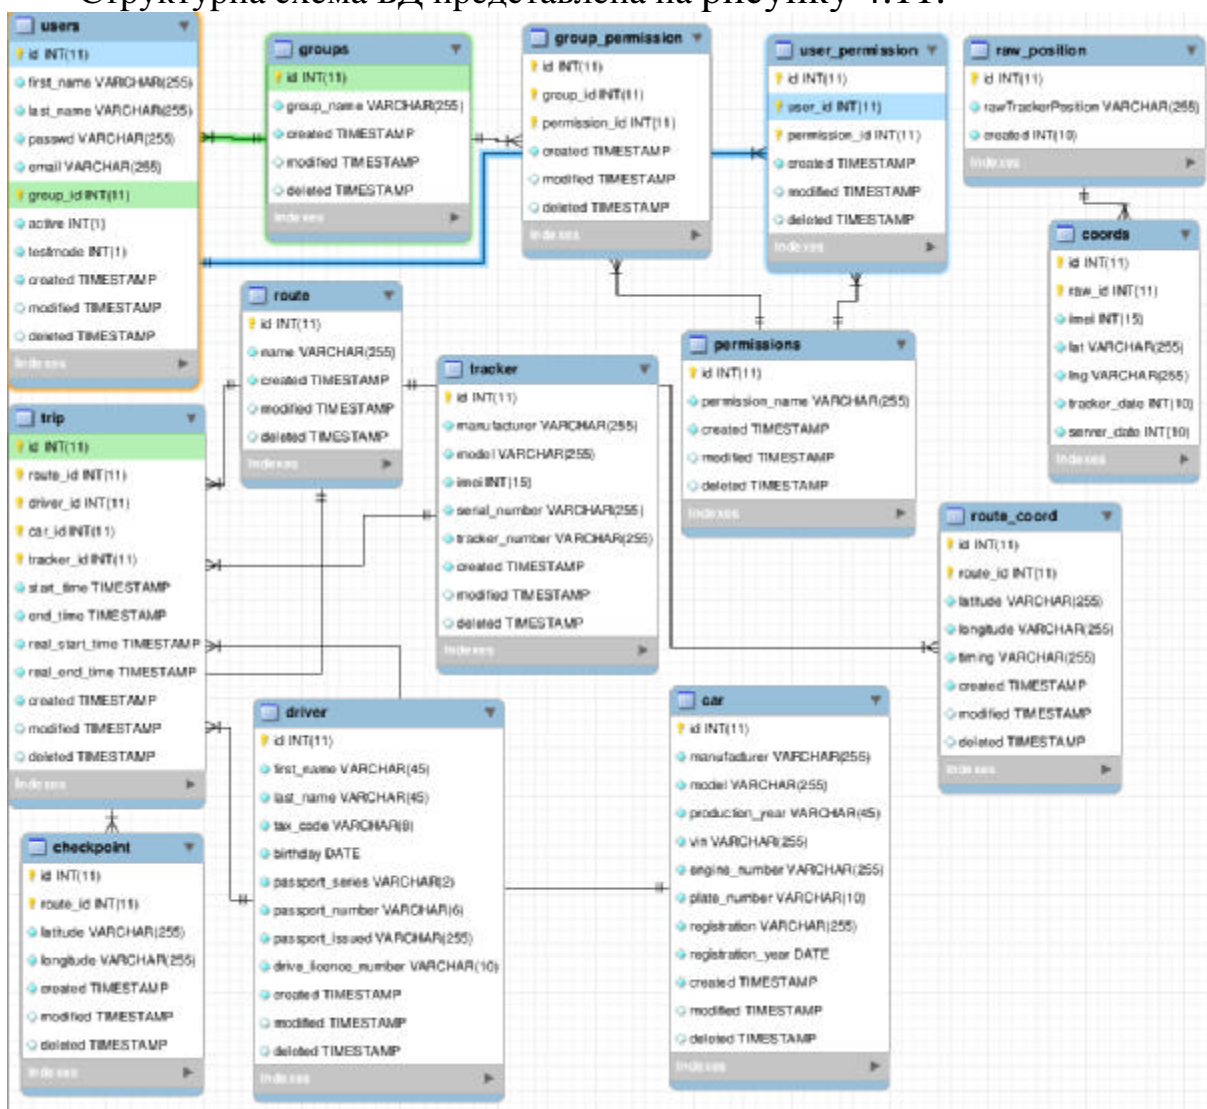 Структурна схема БД представлена на рисунку 4.11.
users
id INT(11)
first_name VARCHAR(255)
last_name VARCHAR(255)
passwd VARCHAR(255)
email VARCHAR(255)
group_id INT(11)
active INT(1)
testmode INT(1)
created TIMESTAMP
modified TIMESTAMP
deleted TIMESTAMP
Indexes
groups
id INT(11)
group_name VARCHAR(255)
created TIMESTAMP
modified TIMESTAMP
deleted TIMESTAMP
Indexes
group_permission
id INT(11)
group_id INT(11)
permission_id INT(11)
created TIMESTAMP
modified TIMESTAMP
deleted TIMESTAMP
Indexes
user_permission
id INT(11)
user_id INT(11)
permission_id INT(11)
created TIMESTAMP
modified TIMESTAMP
deleted TIMESTAMP
Indexes
raw_position
id INT(11)
rawTrackerPosition VARCHAR(255)
created INT(10)
Indexes
coords
id INT(11)
raw_id INT(11)
imei INT(15)
lat VARCHAR(255)
lng VARCHAR(255)
tracker_date INT(10)
server_date INT(10)
route
id INT(11)
name VARCHAR(255)
created TIMESTAMP
modified TIMESTAMP
deleted TIMESTAMP
Indexes
tracker
id INT(11)
manufacturer VARCHAR(255)
model VARCHAR(255)
imei INT(15)
serial_number VARCHAR(255)
tracker_number VARCHAR(255)
created TIMESTAMP
modified TIMESTAMP
deleted TIMESTAMP
Indexes
permissions
id INT(11)
permission_name VARCHAR(255)
created TIMESTAMP
modified TIMESTAMP
deleted TIMESTAMP
Indexes
trip
id INT(11)
route_id INT(11)
driver_id INT(11)
car_id INT(11)
tracker_id INT(11)
start_time TIMESTAMP
end_time TIMESTAMP
real_start_time TIMESTAMP
real_end_time TIMESTAMP
created TIMESTAMP
modified TIMESTAMP
deleted TIMESTAMP
Indexes
route_coord
id INT(11)
route_id INT(11)
latitude VARCHAR(255)
longitude VARCHAR(255)
timing VARCHAR(255)
created TIMESTAMP
modified TIMESTAMP
deleted TIMESTAMP
Indexes
driver
id INT(11)
first_name VARCHAR(45)
last_name VARCHAR(45)
tax_code VARCHAR(8)
birthday DATE
passport_series VARCHAR(2)
passport_number VARCHAR(6)
passport_issued VARCHAR(255)
drive_licence_number VARCHAR(10)
created TIMESTAMP
modified TIMESTAMP
deleted TIMESTAMP
Indexes
car
id INT(11)
manufacturer VARCHAR(255)
model VARCHAR(255)
production_year VARCHAR(45)
vin VARCHAR(255)
engine_number VARCHAR(255)
plate_number VARCHAR(10)
registration VARCHAR(255)
registration_year DATE
created TIMESTAMP
modified TIMESTAMP
deleted TIMESTAMP
Indexes
checkpoint
id INT(11)
route_id INT(11)
latitude VARCHAR(255)
longitude VARCHAR(255)
created TIMESTAMP
modified TIMESTAMP
deleted TIMESTAMP
Indexes